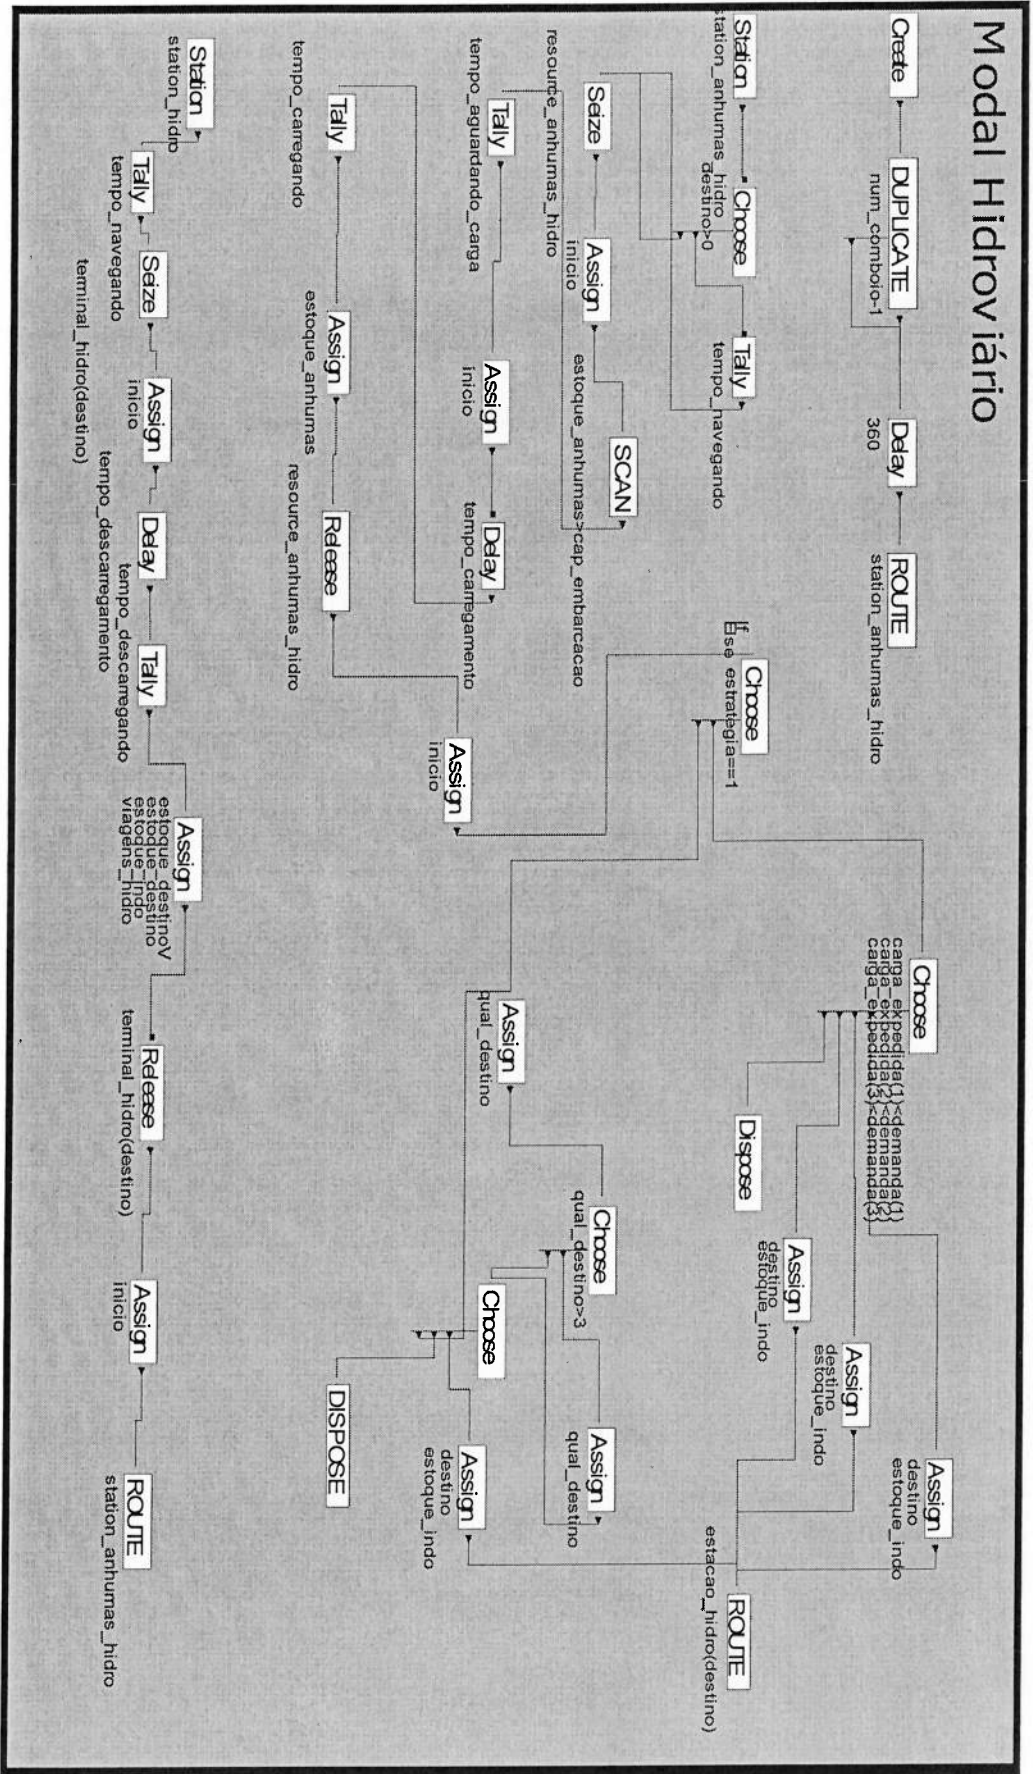 Modal Hidroviário
Create
DUPLICATE
num_comboio-1
Delay
360
ROUTE
station_anhumas_hidro
Station
station_anhumas_hidro
Choose
destino>0
Tally
tempo_navegando
Seize
resource_anhumas_hidro
Assign
inicio
SCAN
estoque_anhumas>cap_embarcacao
Tally
tempo_aguardando_carga
Assign
inicio
Delay
tempo_carregamento
Tally
tempo_carregando
Assign
estoque_anhumas
Release
resource_anhumas_hidro
Assign
inicio
Choose
If
Else estrategia==1
Choose
carga_expedida(1)<demanda(1)
carga_expedida(2)<demanda(2)
carga_expedida(3)<demanda(3)
Dispose
Assign
destino
estoque_indo
Assign
destino
estoque_indo
Assign
destino
estoque_indo
ROUTE
estacao_hidro(destino)
Assign
qual_destino
Choose
qual_destino>3
Assign
qual_destino
Choose
DISPOSE
Assign
destino
estoque_indo
Station
station_hidro
Tally
tempo_navegando
Seize
terminal_hidro(destino)
Assign
inicio
Delay
tempo_descarregamento
Tally
tempo_descarregando
Assign
estoque_destinoV
estoque_destino
estoque_indo
viagens_hidro
Release
terminal_hidro(destino)
Assign
inicio
ROUTE
station_anhumas_hidro